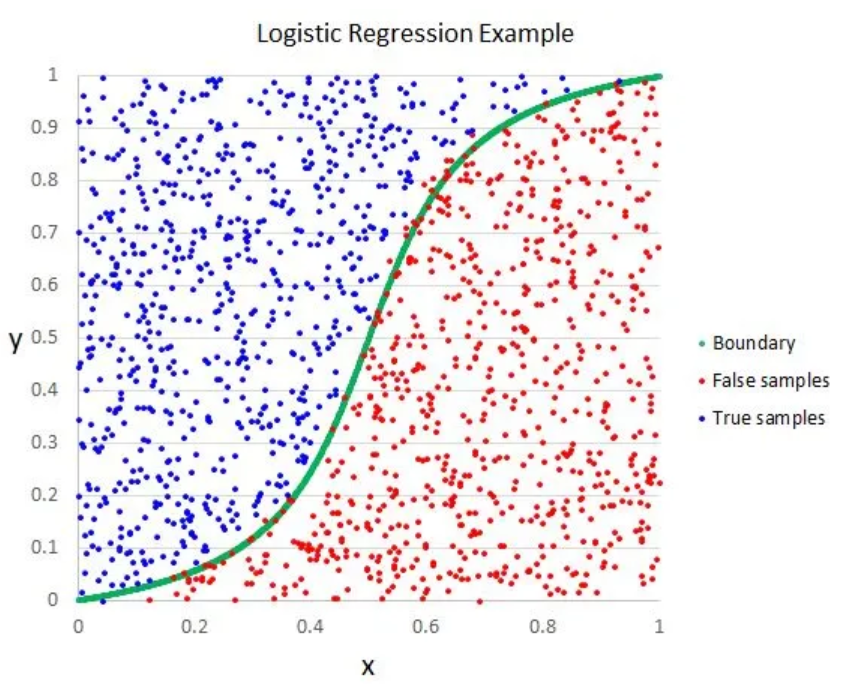 Logistic Regression Example
1
0.9
0.8
0.7
0.6
0.5
0.4
0.3
0.2
0.1
0
y
0 0.2 0.4 0.6 0.8 1
x
Boundary
False samples
True samples